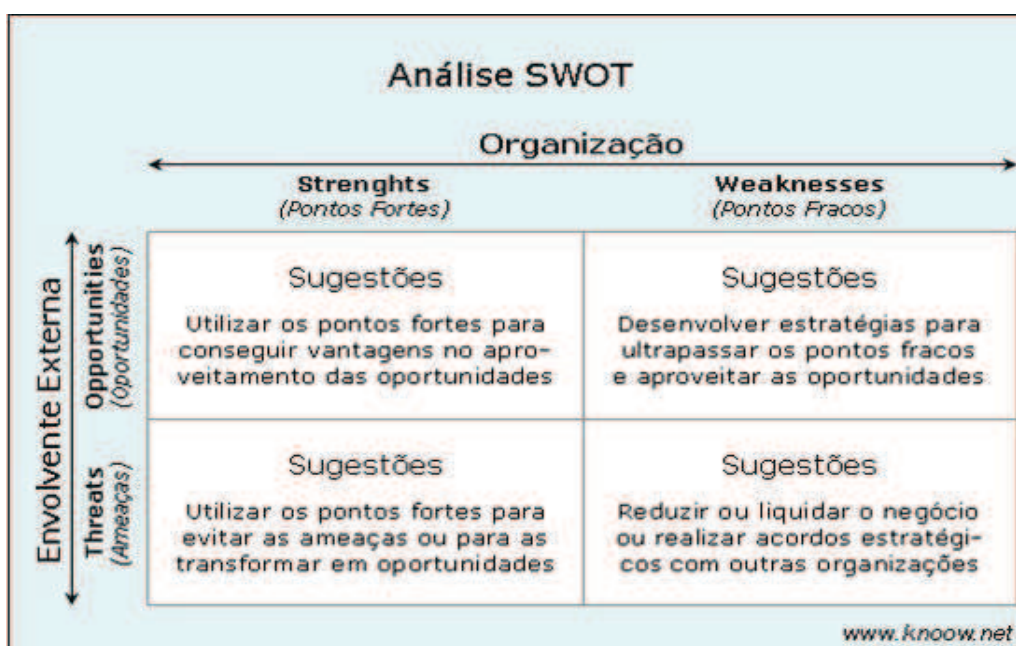 Análise SWOT
Organização
Strenghts
(Pontos Fortes)
Weaknesses
(Pontos Fracos)
Envolvente Externa
Opportunities
(Oportunidades)
Sugestões
Utilizar os pontos fortes para
conseguir vantagens no apro-
veitamento das oportunidades
Sugestões
Desenvolver estratégias para
ultrapassar os pontos fracos
e aproveitar as oportunidades
Threats
(Ameaças)
Sugestões
Utilizar os pontos fortes para
evitar as ameaças ou para as
transformar em oportunidades
Sugestões
Reduzir ou liquidar o negócio
ou realizar acordos estratégi-
cos com outras organizações
www.knoow.net